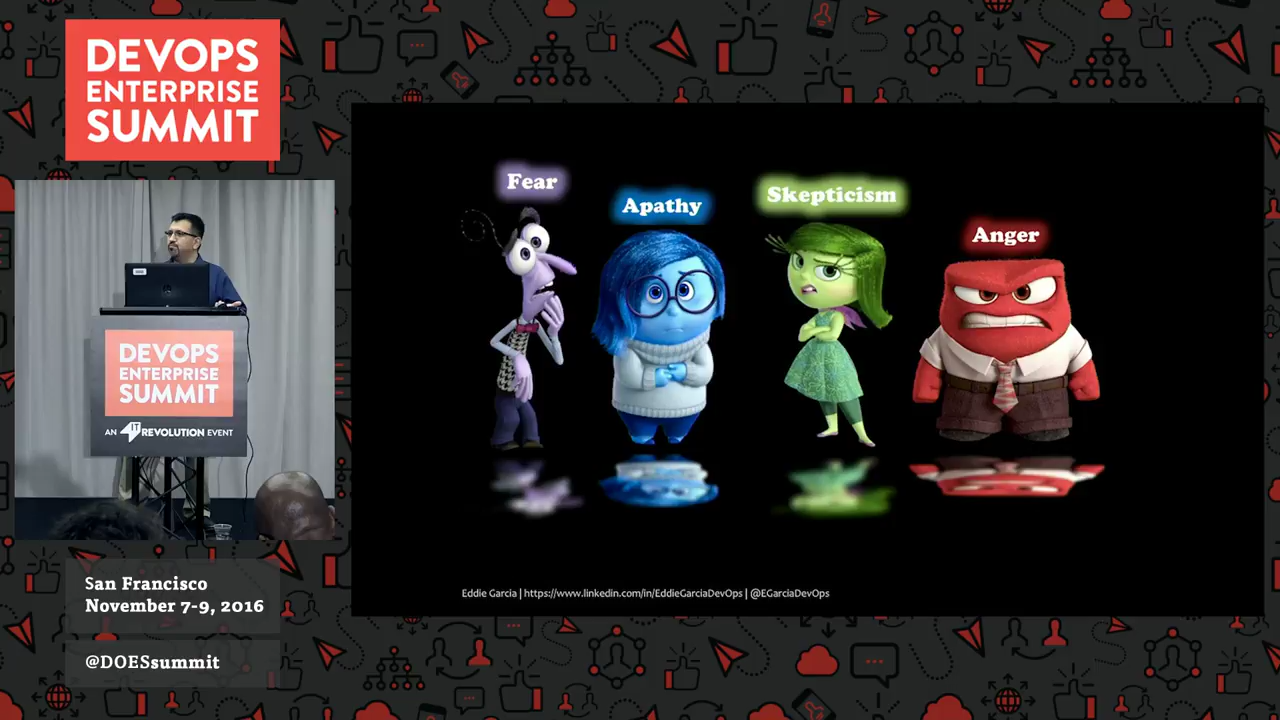 DEVOPS
ENTERPRISE
SUMMIT
DEVOPS
ENTERPRISE
SUMMIT
AN IT REVOLUTION EVENT
San Francisco
November 7-9, 2016
@DOESsummit
Fear
Apathy
Skepticism
Anger
Eddie Garcia | https://www.linkedin.com/in/EddieGarciaDevOps | @EGarciaDevOps